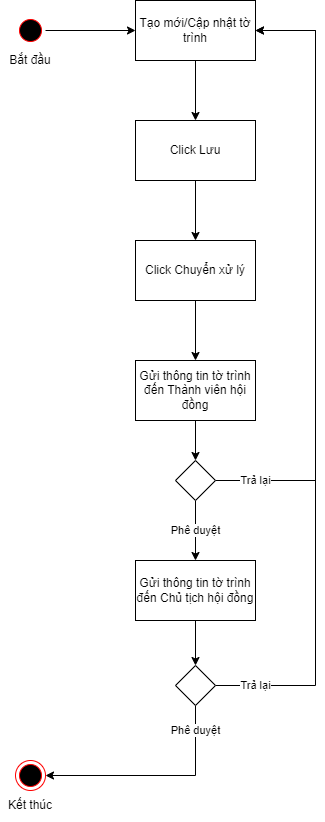 Tạo mới/Cập nhật tờ
trình
Bắt đầu
Click Lưu
Click Chuyển xử lý
Gửi thông tin tờ trình
đến Thành viên hội
đồng
Trả lại
Phê duyệt
Gửi thông tin tờ trình
đến Chủ tịch hội đồng
Trả lại
Phê duyệt
Kết thúc